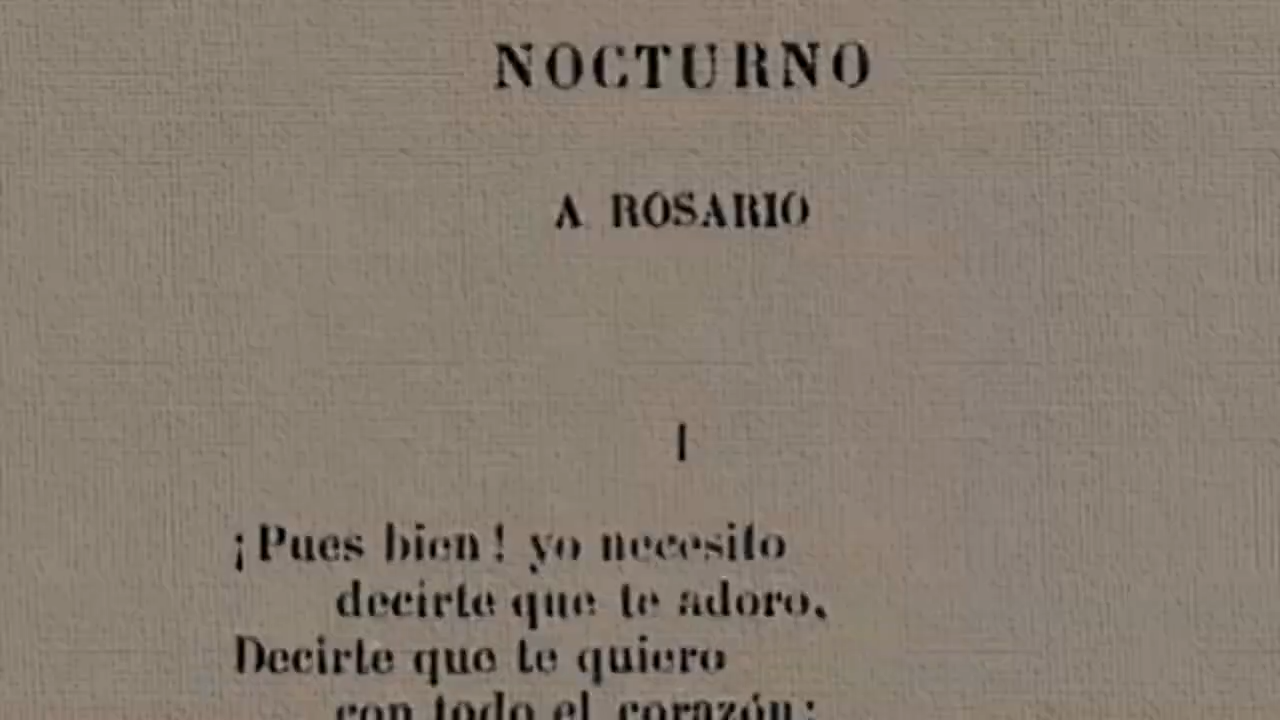 NOCTURNO
A ROSARIO
I
¡Pues bien! yo necesito
decirte que te adoro,
Decirte que te quiero
con todo el corazón;